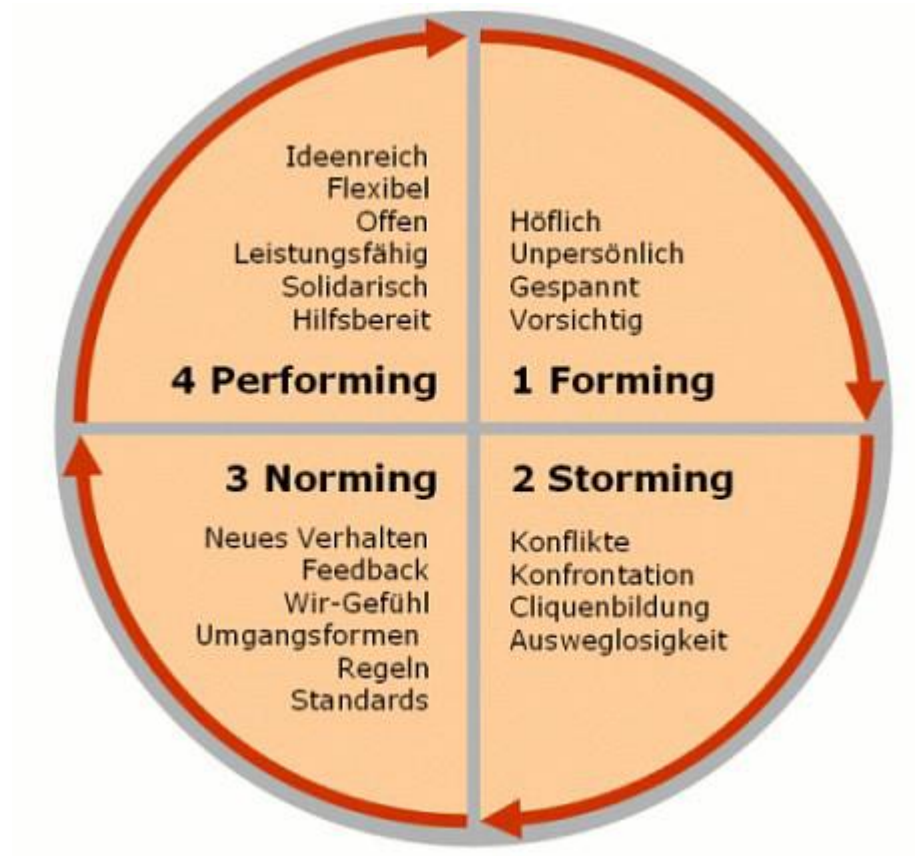 Ideenreich
Flexibel
Offen
Leistungsfähig
Solidarisch
Hilfsbereit
4 Performing
Höflich
Unpersönlich
Gespannt
Vorsichtig
1 Forming
3 Norming
Neues Verhalten
Feedback
Wir-Gefühl
Umgangsformen
Regeln
Standards
2 Storming
Konflikte
Konfrontation
Cliquenbildung
Ausweglosigkeit